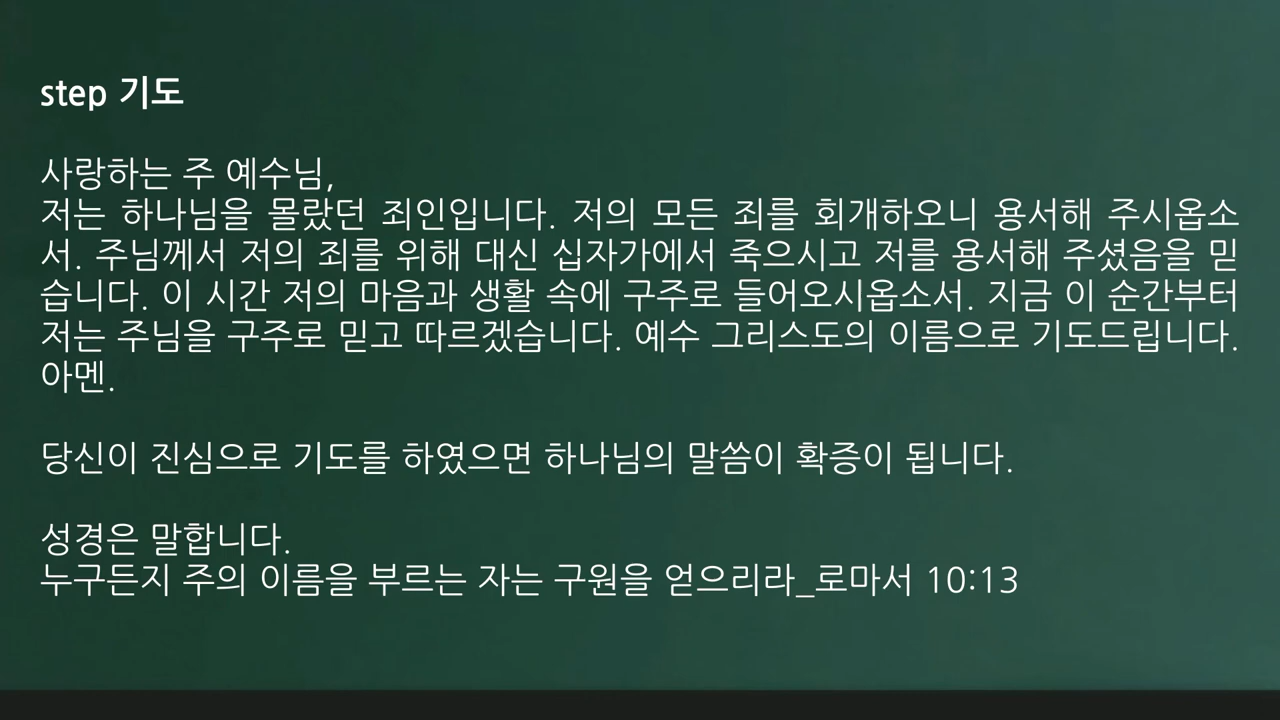 step 기도
사랑하는 주 예수님,
저는 하나님을 몰랐던 죄인입니다. 저의 모든 죄를 회개하오니 용서해 주시옵소
서. 주님께서 저의 죄를 위해 대신 십자가에서 죽으시고 저를 용서해 주셨음을 믿
습니다. 이 시간 저의 마음과 생활 속에 구주로 들어오시옵소서. 지금 이 순간부터
저는 주님을 구주로 믿고 따르겠습니다. 예수 그리스도의 이름으로 기도드립니다.
아멘.
당신이 진심으로 기도를 하였으면 하나님의 말씀이 확증이 됩니다.
성경은 말합니다.
누구든지 주의 이름을 부르는 자는 구원을 얻으리라_로마서 10:13